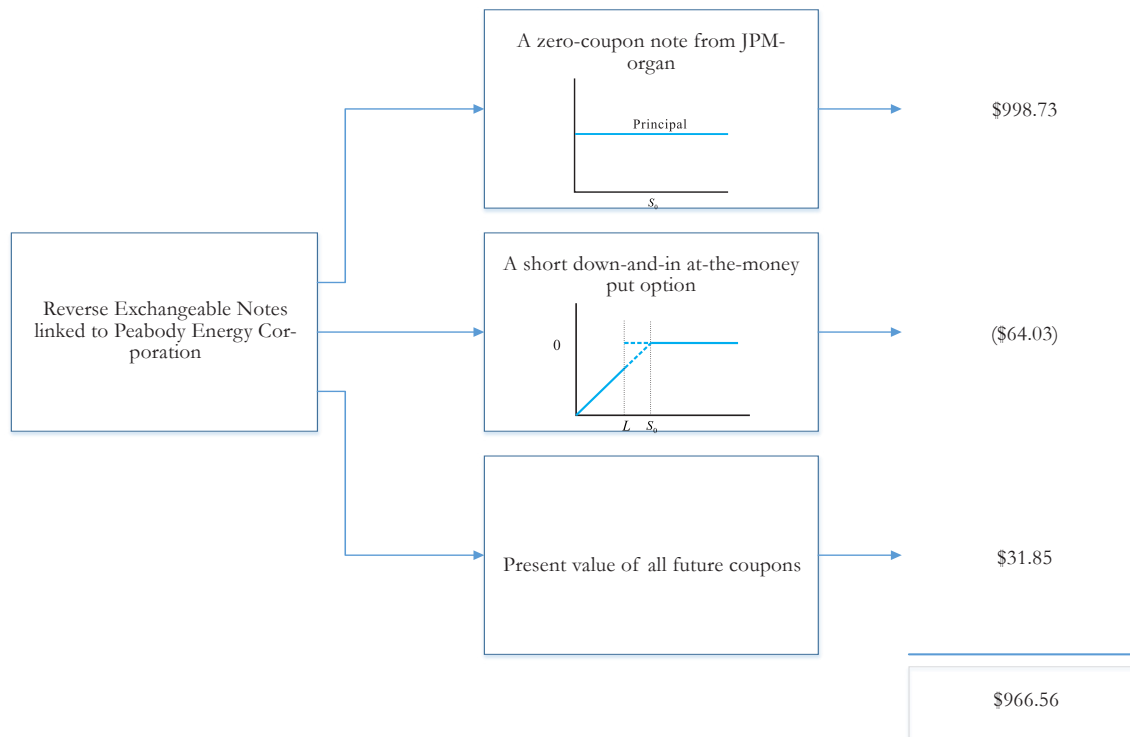 A zero-coupon note from JPM-
organ
Principal
S₀
$998.73
Reverse Exchangeable Notes
linked to Peabody Energy Cor-
poration
A short down-and-in at-the-money
put option
0
L S₀
($64.03)
Present value of all future coupons
$31.85
$966.56